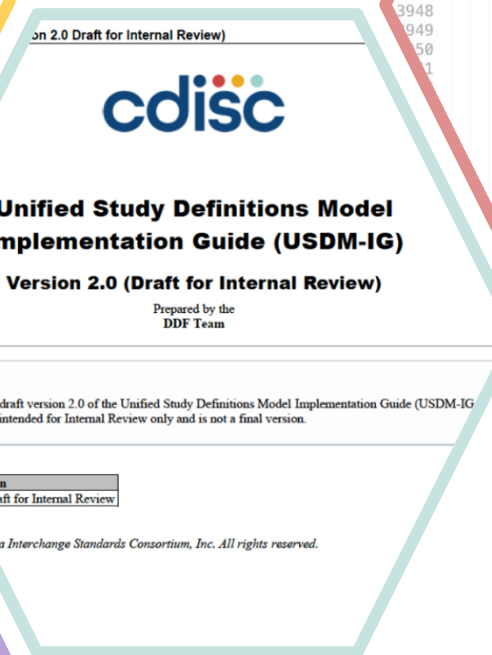 on 2.0 Draft for Internal Review)
3948
949
50
1
cdisc
Unified Study Definitions Model
mplementation Guide (USDM-IG)
Version 2.0 (Draft for Internal Review)
Prepared by the
DDF Team
draft version 2.0 of the Unified Study Definitions Model Implementation Guide (USDM-IG
intended for Internal Review only and is not a final version.
n
aft for Internal Review
a Interchange Standards Consortium, Inc. All rights reserved.